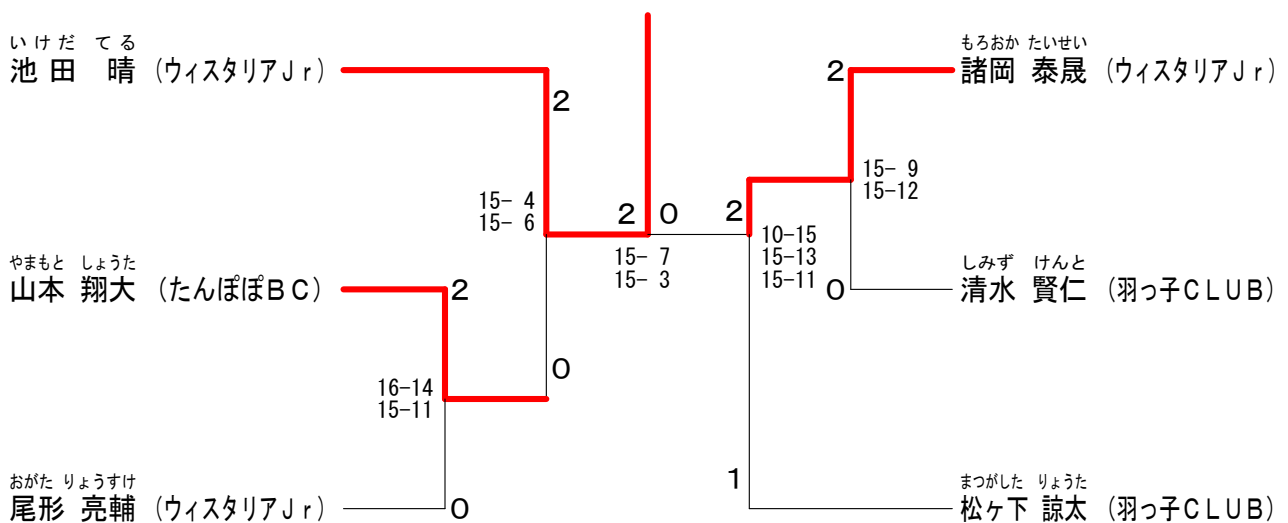 いけだ てる
池田 晴 (ウィスタリアJr)
2
15- 4
15- 6
やまもと しょうた
山本 翔大 (たんぽぽBC)
2
0
16-14
15-11
おがた りょうすけ
尾形 亮輔 (ウィスタリアJr)
0
2 0
15- 7
15- 3
もろおか たいせい
諸岡 泰晟 (ウィスタリアJr)
2
15- 9
15-12
2
10-15
15-13
15-11
しみず けんと
清水 賢仁 (羽っ子CLUB)
0
まつがした りょうた
松ヶ下 諒太 (羽っ子CLUB)
1